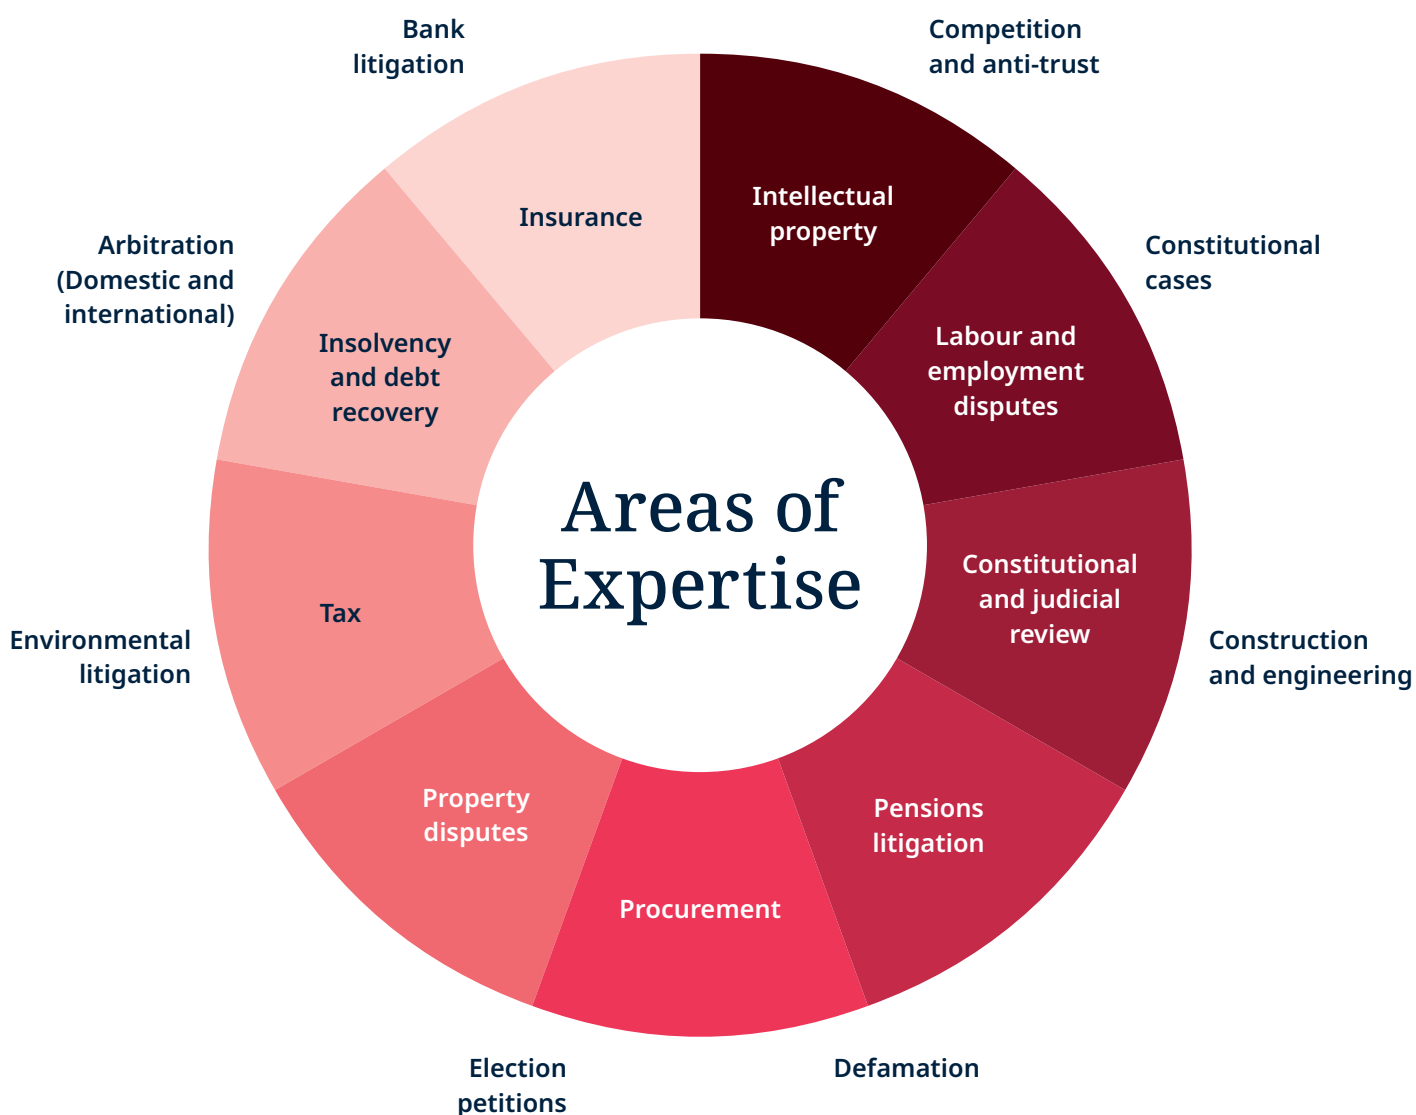 Bank
litigation
Competition
and anti-trust
Intellectual
property
Insurance
Arbitration
(Domestic and
international)
Constitutional
cases
Insolvency
and debt
recovery
Labour and
employment
disputes
Areas of
Expertise
Constitutional
and judicial
review
Tax
Environmental
litigation
Construction
and engineering
Property
disputes
Pensions
litigation
Procurement
Election
petitions
Defamation